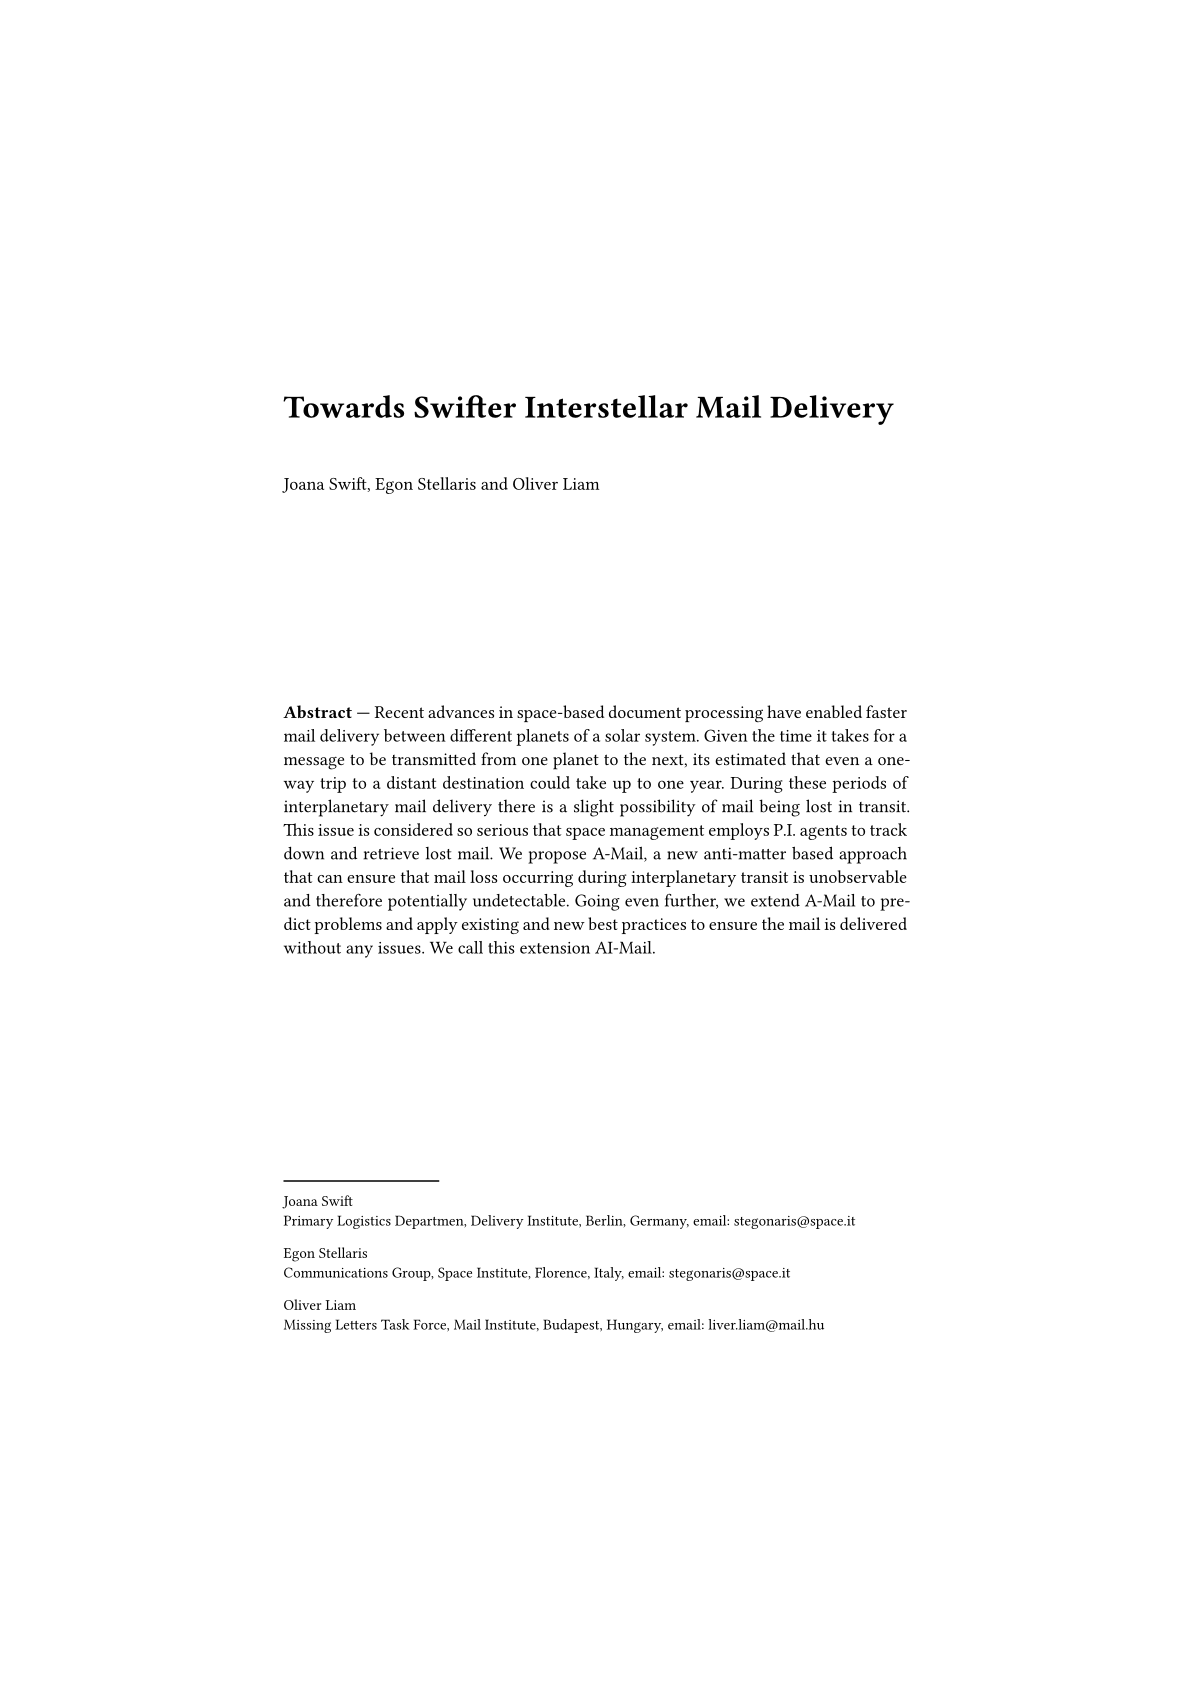 Towards Swifter Interstellar Mail Delivery
Joana Swift, Egon Stellaris and Oliver Liam
Abstract — Recent advances in space-based document processing have enabled faster
mail delivery between different planets of a solar system. Given the time it takes for a
message to be transmitted from one planet to the next, its estimated that even a one-
way trip to a distant destination could take up to one year. During these periods of
interplanetary mail delivery there is a slight possibility of mail being lost in transit.
This issue is considered so serious that space management employs P.I. agents to track
down and retrieve lost mail. We propose A-Mail, a new anti-matter based approach
that can ensure that mail loss occurring during interplanetary transit is unobservable
and therefore potentially undetectable. Going even further, we extend A-Mail to pre-
dict problems and apply existing and new best practices to ensure the mail is delivered
without any issues. We call this extension AI-Mail.
Joana Swift
Primary Logistics Departmen, Delivery Institute, Berlin, Germany, email: stegonaris@space.it
Egon Stellaris
Communications Group, Space Institute, Florence, Italy, email: stegonaris@space.it
Oliver Liam
Missing Letters Task Force, Mail Institute, Budapest, Hungary, email: liver.liam@mail.hu